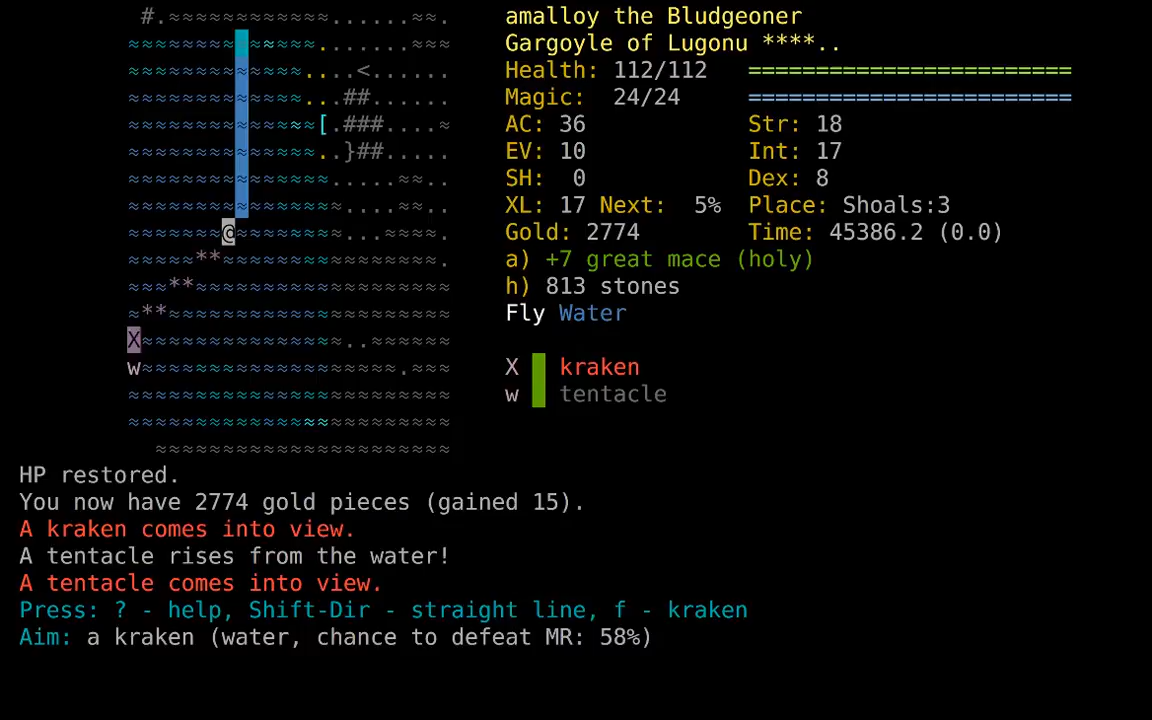 amalloy the Bludgeoner
Gargoyle of Lugonu ****..
Health: 112/112 ========================
Magic: 24/24 ========================
AC: 36 Str: 18
EV: 10 Int: 17
SH: 0 Dex: 8
XL: 17 Next: 5% Place: Shoals:3
Gold: 2774 Time: 45386.2 (0.0)
a) +7 great mace (holy)
h) 813 stones
Fly Water
X kraken
w tentacle
HP restored.
You now have 2774 gold pieces (gained 15).
A kraken comes into view.
A tentacle rises from the water!
A tentacle comes into view.
Press: ? - help, Shift-Dir - straight line, f - kraken
Aim: a kraken (water, chance to defeat MR: 58%)